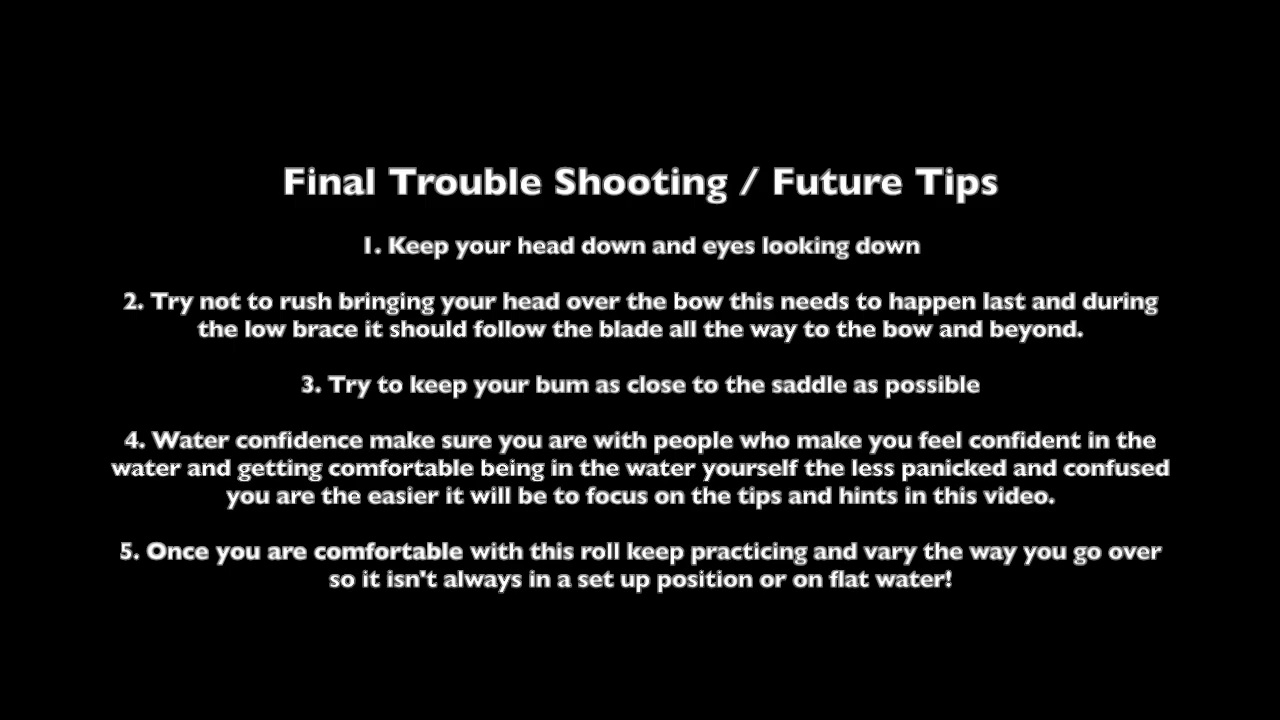 Final Trouble Shooting / Future Tips
1. Keep your head down and eyes looking down
2. Try not to rush bringing your head over the bow this needs to happen last and during
the low brace it should follow the blade all the way to the bow and beyond.
3. Try to keep your bum as close to the saddle as possible
4. Water confidence make sure you are with people who make you feel confident in the
water and getting comfortable being in the water yourself the less panicked and confused
you are the easier it will be to focus on the tips and hints in this video.
5. Once you are comfortable with this roll keep practicing and vary the way you go over
so it isn't always in a set up position or on flat water!